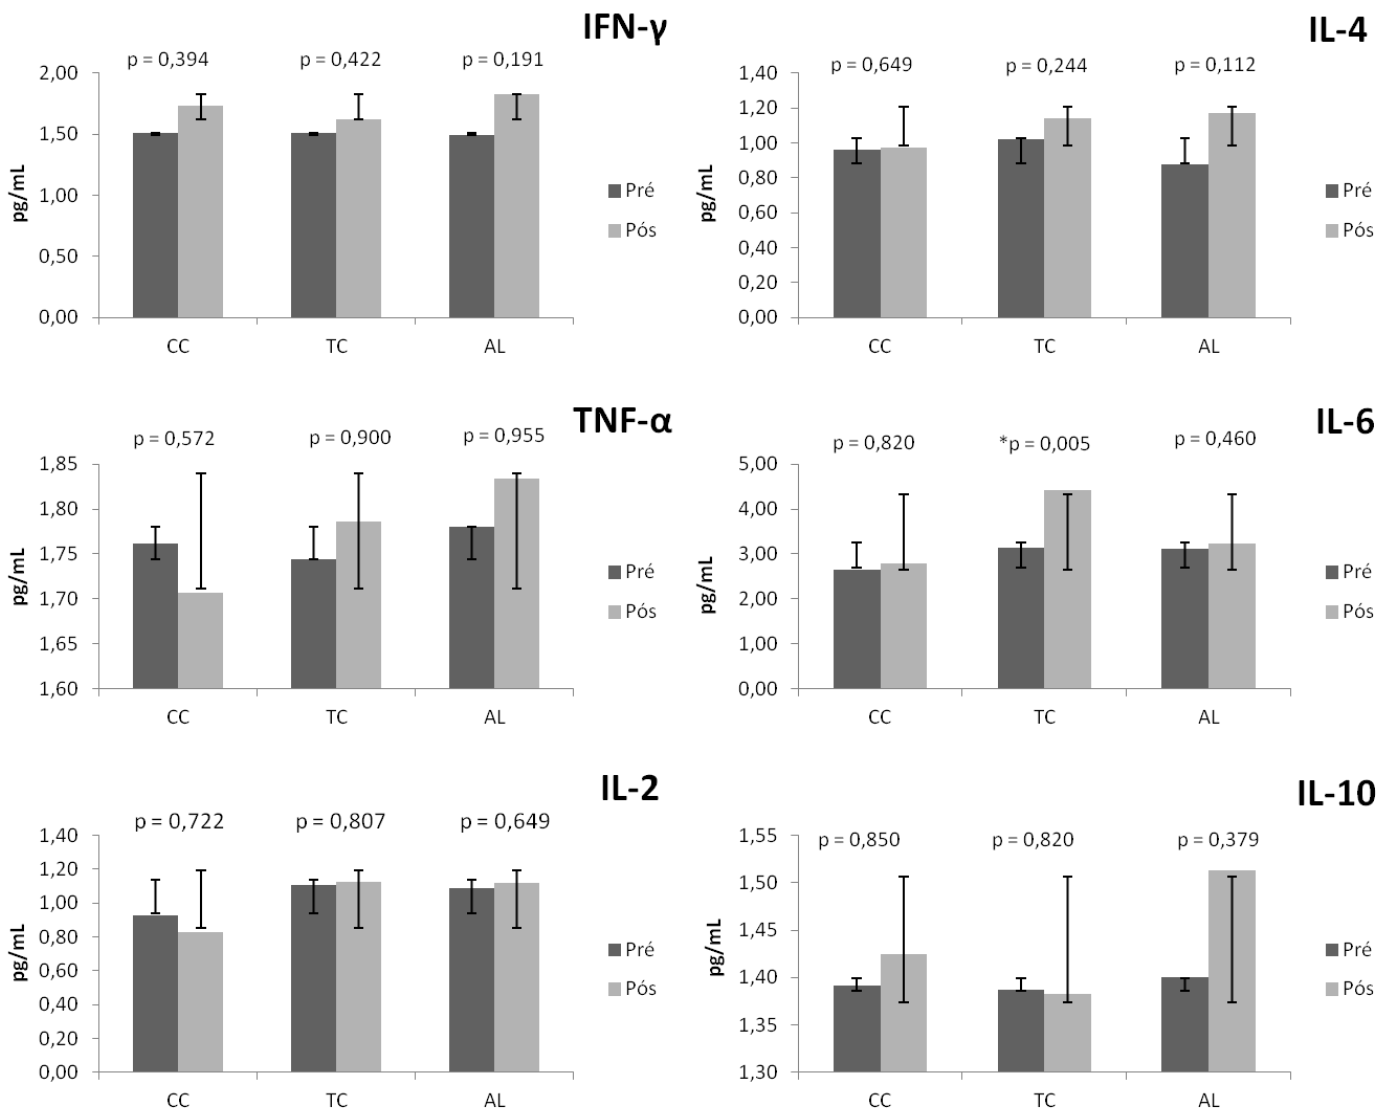 IFN-γ
p = 0,394 p = 0,422 p = 0,191
2,00
1,50
1,00
0,50
0,00
pg/mL
CC TC AL
Pré
Pós
IL-4
p = 0,649 p = 0,244 p = 0,112
1,40
1,20
1,00
0,80
0,60
0,40
0,20
0,00
pg/mL
CC TC AL
Pré
Pós
TNF-α
p = 0,572 p = 0,900 p = 0,955
1,85
1,80
1,75
1,70
1,65
1,60
pg/mL
CC TC AL
Pré
Pós
IL-6
p = 0,820 *p = 0,005 p = 0,460
5,00
4,00
3,00
2,00
1,00
0,00
pg/mL
CC TC AL
Pré
Pós
IL-2
p = 0,722 p = 0,807 p = 0,649
1,40
1,20
1,00
0,80
0,60
0,40
0,20
0,00
pg/mL
CC TC AL
Pré
Pós
IL-10
p = 0,850 p = 0,820 p = 0,379
1,55
1,50
1,45
1,40
1,35
1,30
pg/mL
CC TC AL
Pré
Pós